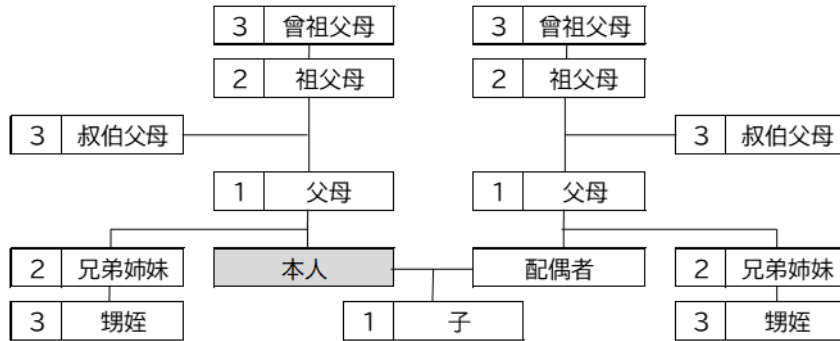 3 曾祖父母 3 曾祖父母
2 祖父母 2 祖父母
3 叔伯父母 3 叔伯父母
1 父母 1 父母
2 兄弟姉妹 本人 配偶者 2 兄弟姉妹
3 甥姪 1 子 3 甥姪